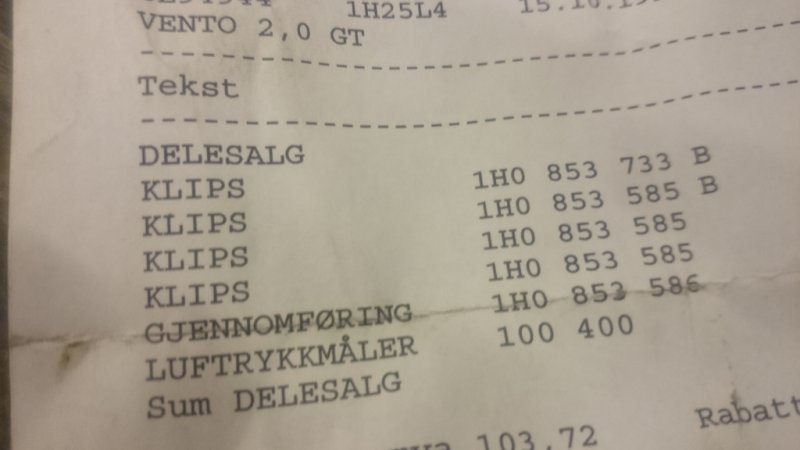 1H25L4
VENTO 2,0 GT
Tekst
DELESALG
KLIPS 1H0 853 733 B
KLIPS 1H0 853 585 B
KLIPS 1H0 853 585
KLIPS 1H0 853 585
GJENNOMFØRING 1H0 853 586
LUFTRYKKMÅLER 100 400
Sum DELESALG
103,72 Rabatt